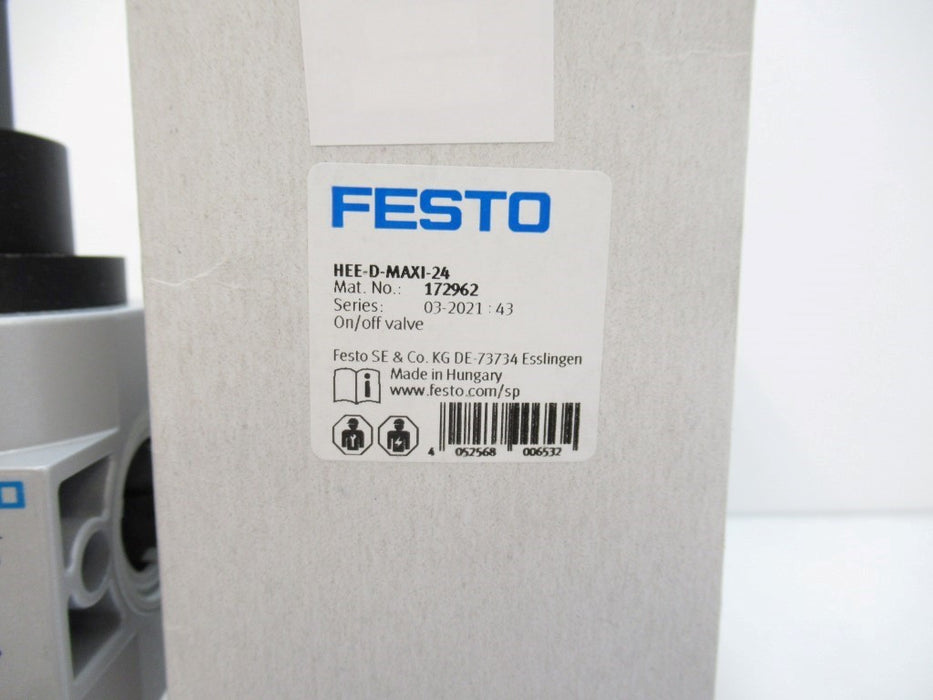 FESTO
HEE-D-MAXI-24
Mat. No.: 172962
Series: 03-2021 : 43
On/off valve
Festo SE & Co. KG DE-73734 Esslingen
Made in Hungary
www.festo.com/sp
4 052568 006532